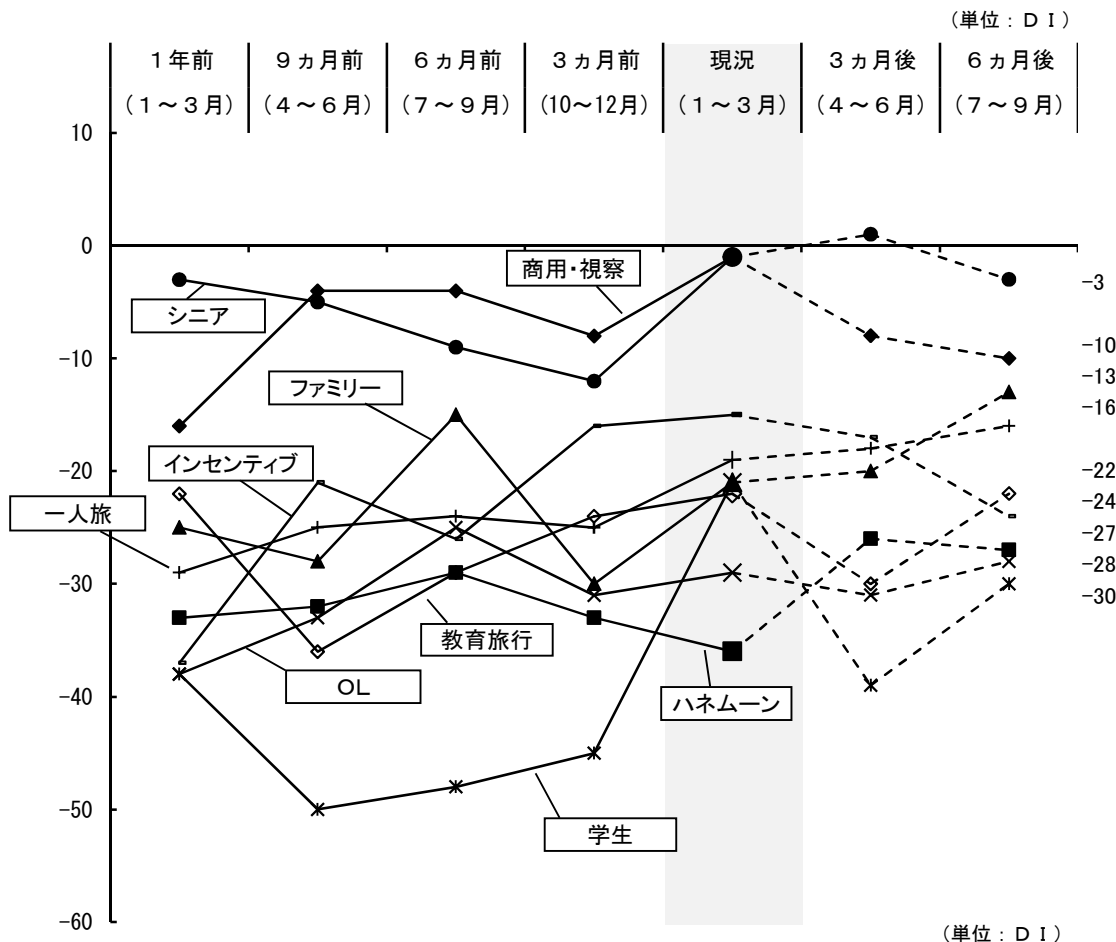 (単位：ＤＩ)
１年前 ９ヵ月前 ６ヵ月前 ３ヵ月前 現況 ３ヵ月後 ６ヵ月後
(１～３月) (４～６月) (７～９月) (10～12月) (１～３月) (４～６月) (７～９月)
10
0
商用・視察
シニア
-3
-10
-10
ファミリー
-13
-16
インセンティブ
-20
-22
一人旅
-24
-27
-30
-28
-30
教育旅行
OL
ハネムーン
-40
-50
学生
-60
(単位：ＤＩ)